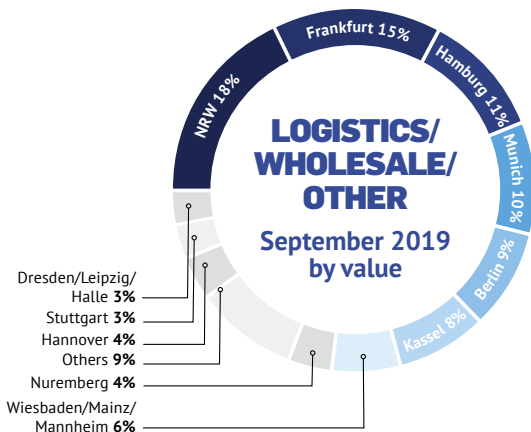 NRW 18%
Frankfurt 15%
Hamburg 11%
Munich 10%
Berlin 9%
Kassel 8%
LOGISTICS/
WHOLESALE/
OTHER
September 2019
by value
Dresden/Leipzig/
Halle 3%
Stuttgart 3%
Hannover 4%
Others 9%
Nuremberg 4%
Wiesbaden/Mainz/
Mannheim 6%